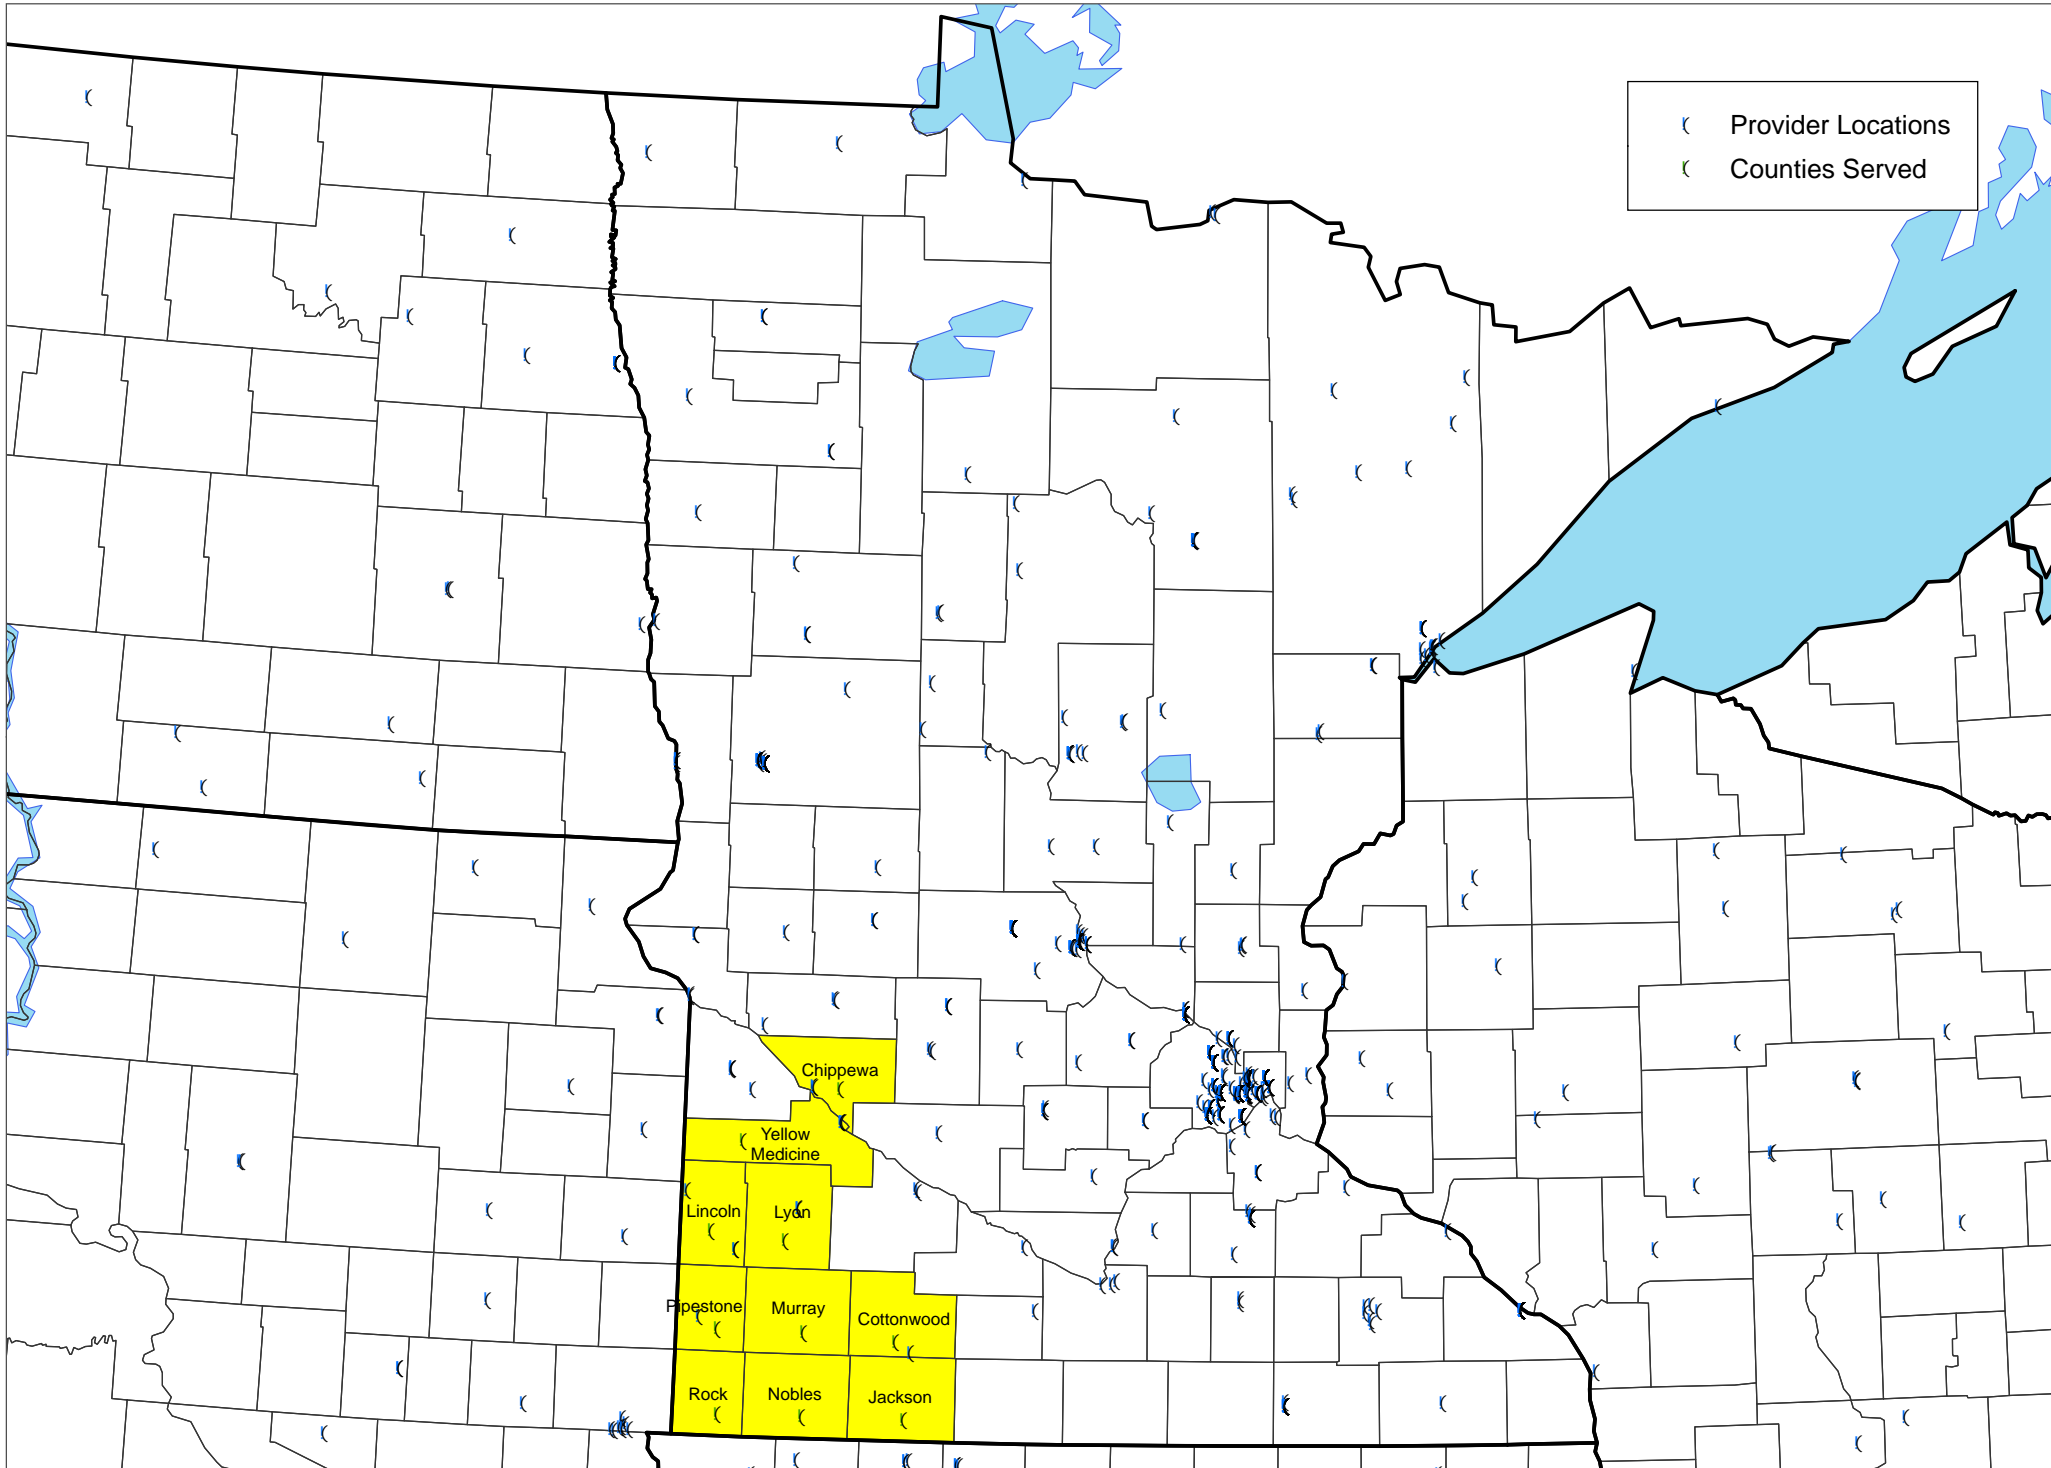 Provider Locations
Counties Served
Chippewa
Yellow
Medicine
Lincoln
Lyon
Pipestone
Murray
Cottonwood
Rock
Nobles
Jackson